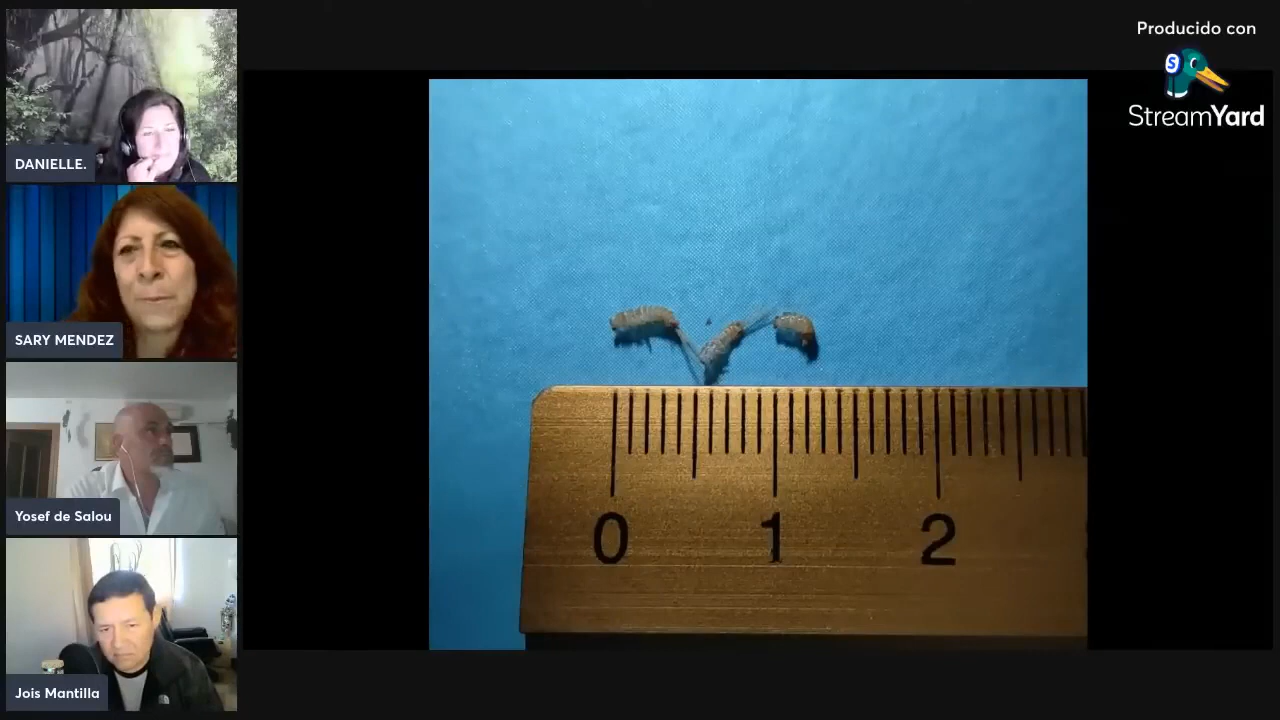 Producido con
StreamYard
DANIELLE.
SARY MENDEZ
Yosef de Salou
Jois Mantilla
0 1 2